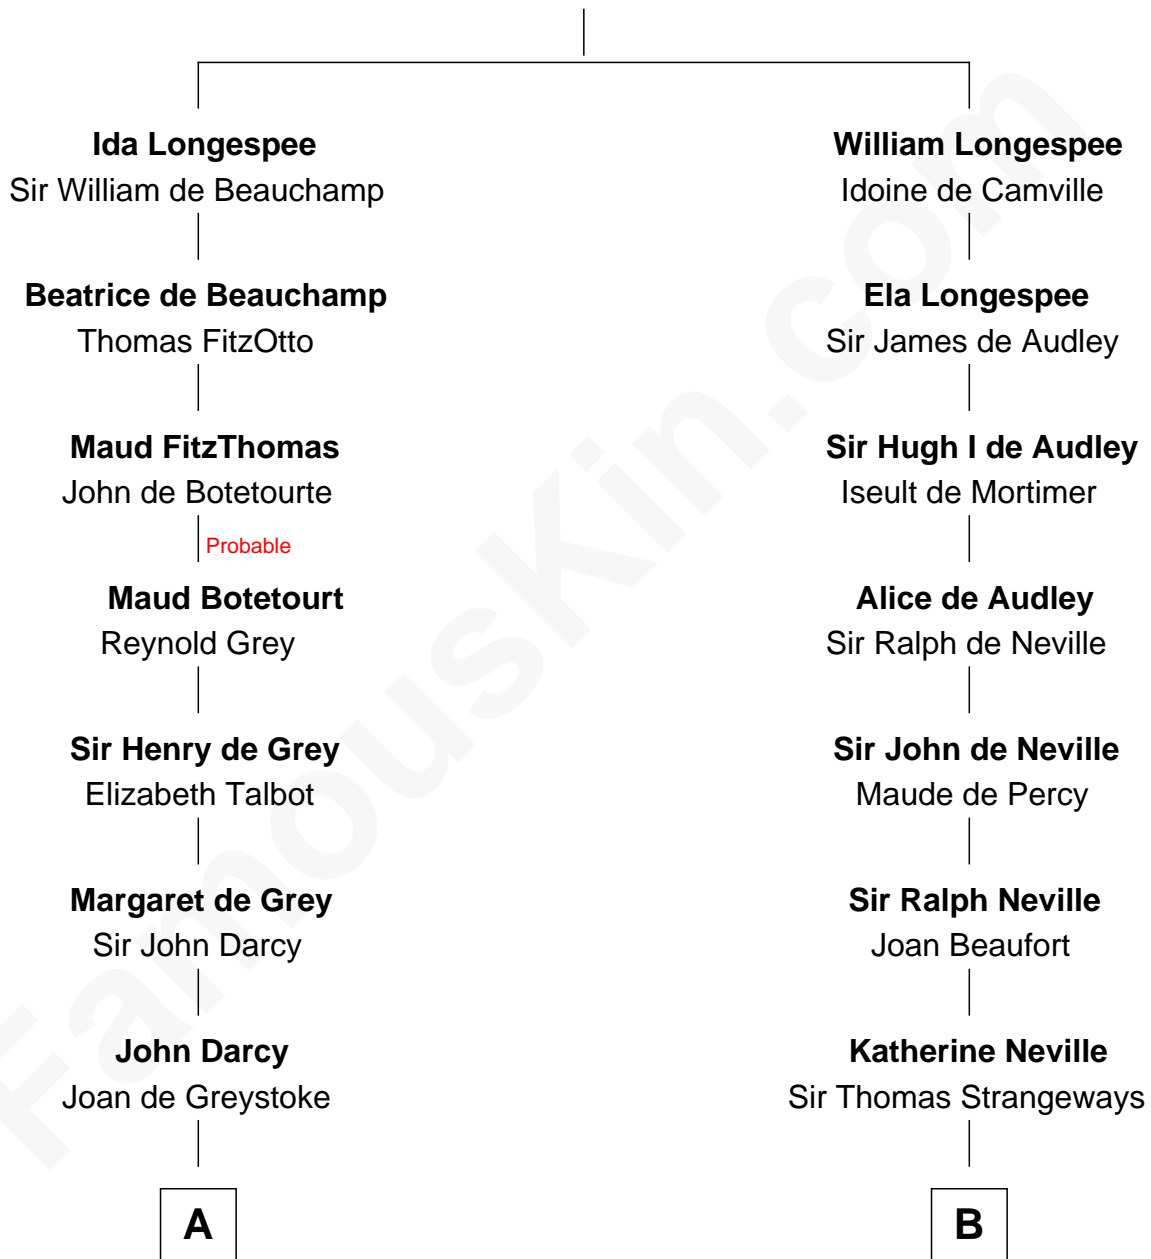 Ida Longespee
Sir William de Beauchamp
Beatrice de Beauchamp
Thomas FitzOtto
Maud FitzThomas
John de Botetourte
Probable
Maud Botetourt
Reynold Grey
Sir Henry de Grey
Elizabeth Talbot
Margaret de Grey
Sir John Darcy
John Darcy
Joan de Greystoke
A
William Longespee
Idoine de Camville
Ela Longespee
Sir James de Audley
Sir Hugh I de Audley
Iseult de Mortimer
Alice de Audley
Sir Ralph de Neville
Sir John de Neville
Maude de Percy
Sir Ralph Neville
Joan Beaufort
Katherine Neville
Sir Thomas Strangeways
B
FamousKin.com